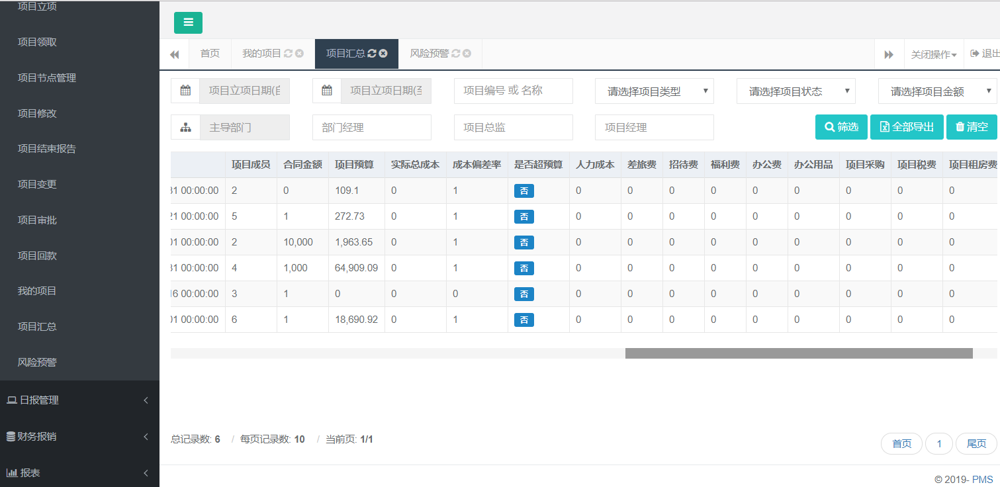 项目立项
项目领取
项目节点管理
项目修改
项目结束报告
项目变更
项目审批
项目回款
我的项目
项目汇总
风险预警
日报管理
财务报销
报表
首页 我的项目 项目汇总 风险预警 关闭操作 退出
项目立项日期( 项目立项日期( 项目编号 或 名称 请选择项目类型 请选择项目状态 请选择项目金额
主导部门 部门经理 项目总监 项目经理 筛选 全部导出 清空
项目成员 合同金额 项目预算 实际总成本 成本偏差率 是否超预算 人力成本 差旅费 招待费 福利费 办公费 办公用品 项目采购 项目税费 项目租房费
31 00:00:00 2 0 109.1 0 1 否 0 0 0 0 0 0 0 0 0
21 00:00:00 5 1 272.73 0 1 否 0 0 0 0 0 0 0 0 0
01 00:00:00 2 10,000 1,963.65 0 1 否 0 0 0 0 0 0 0 0 0
31 00:00:00 4 1,000 64,909.09 0 1 否 0 0 0 0 0 0 0 0 0
16 00:00:00 3 1 0 0 0 否 0 0 0 0 0 0 0 0 0
01 00:00:00 6 1 18,690.92 0 1 否 0 0 0 0 0 0 0 0 0
总记录数: 6 / 每页记录数: 10 / 当前页: 1/1
首页 1 尾页
© 2019- PMS